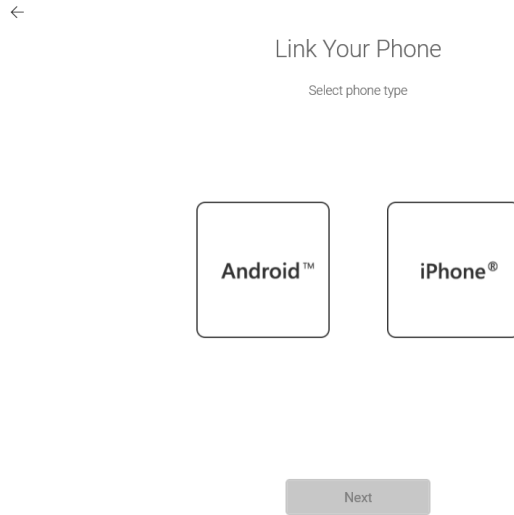 Link Your Phone
Select phone type
Android™
iPhone®
Next